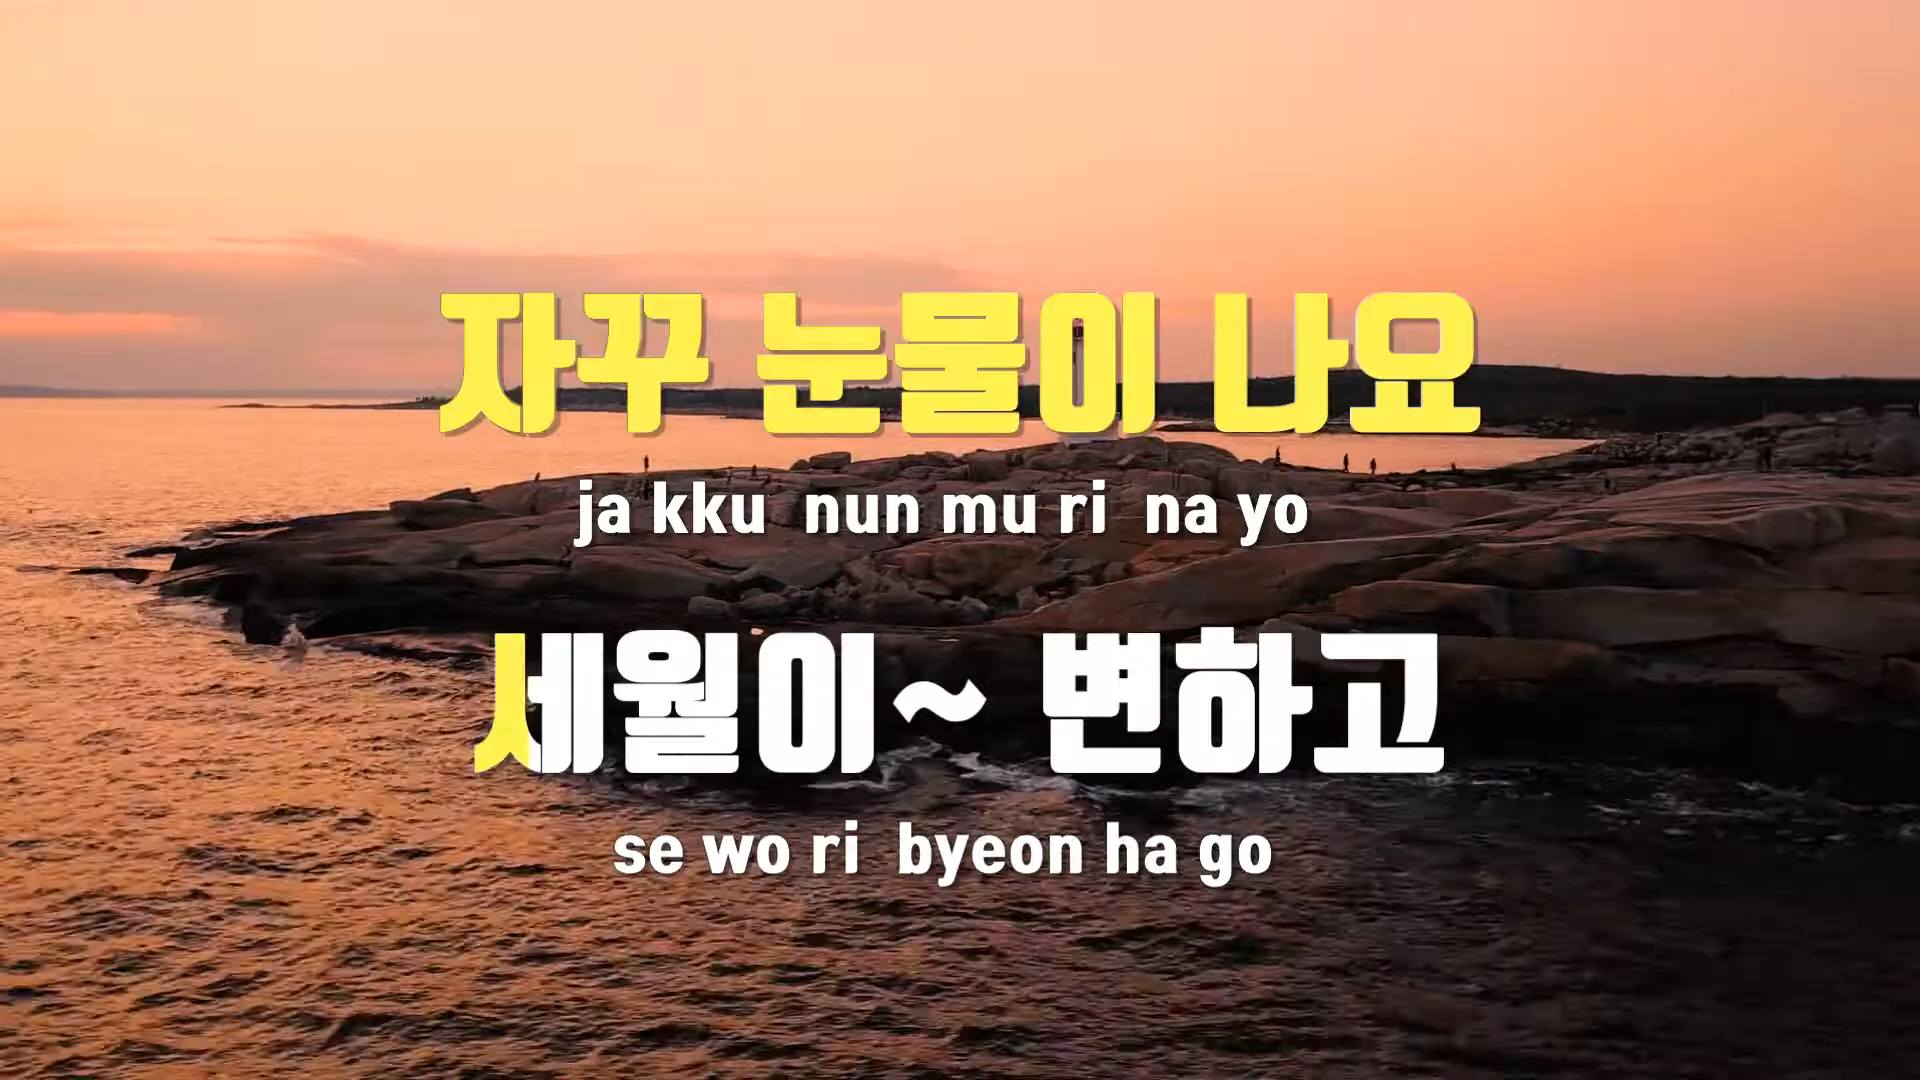 자꾸 눈물이 나요
ja kku nun mu ri na yo
세월이~ 변하고
se wo ri byeon ha go